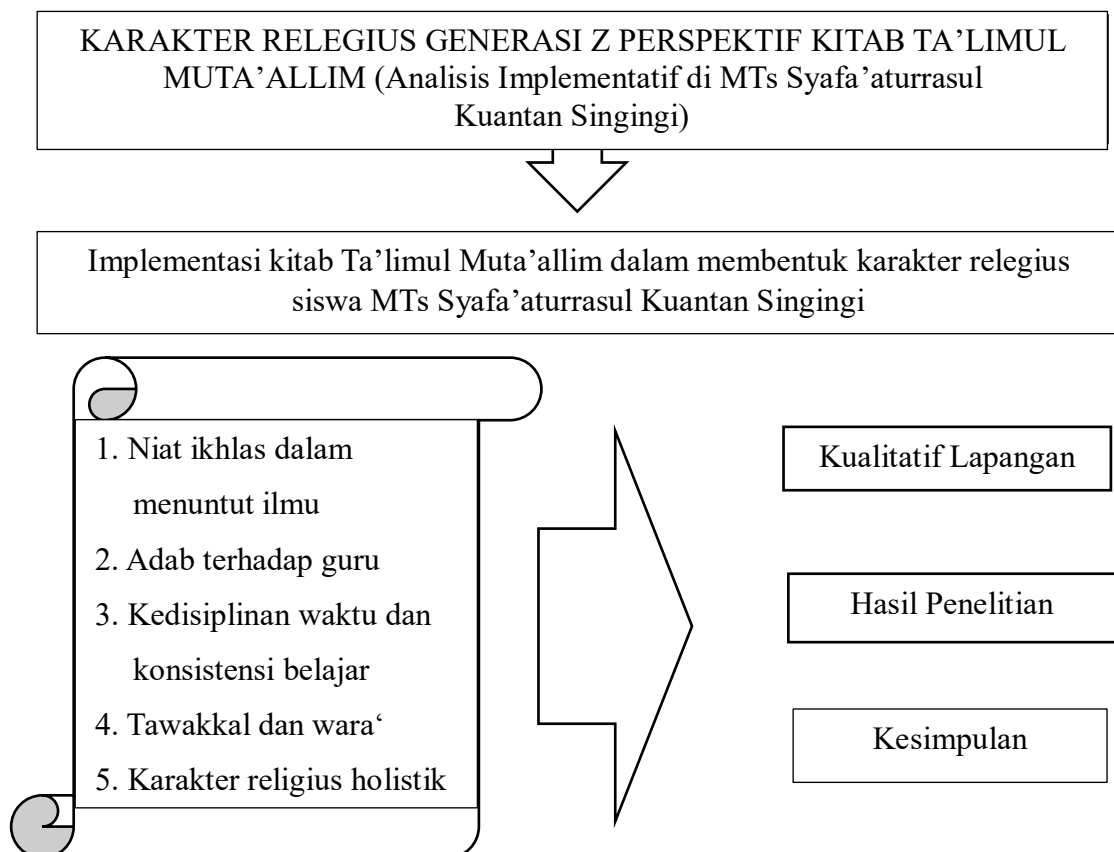 KARAKTER RELEGIUS GENERASI Z PERSPEKTIF KITAB TA’LIMUL
MUTA’ALLIM (Analisis Implementatif di MTs Syafa’aturrasul
Kuantan Singingi)
Implementasi kitab Ta’limul Muta’allim dalam membentuk karakter relegius
siswa MTs Syafa’aturrasul Kuantan Singingi
1. Niat ikhlas dalam
menuntut ilmu
2. Adab terhadap guru
3. Kedisiplinan waktu dan
konsistensi belajar
4. Tawakkal dan wara‘
5. Karakter religius holistik
Kualitatif Lapangan
Hasil Penelitian
Kesimpulan